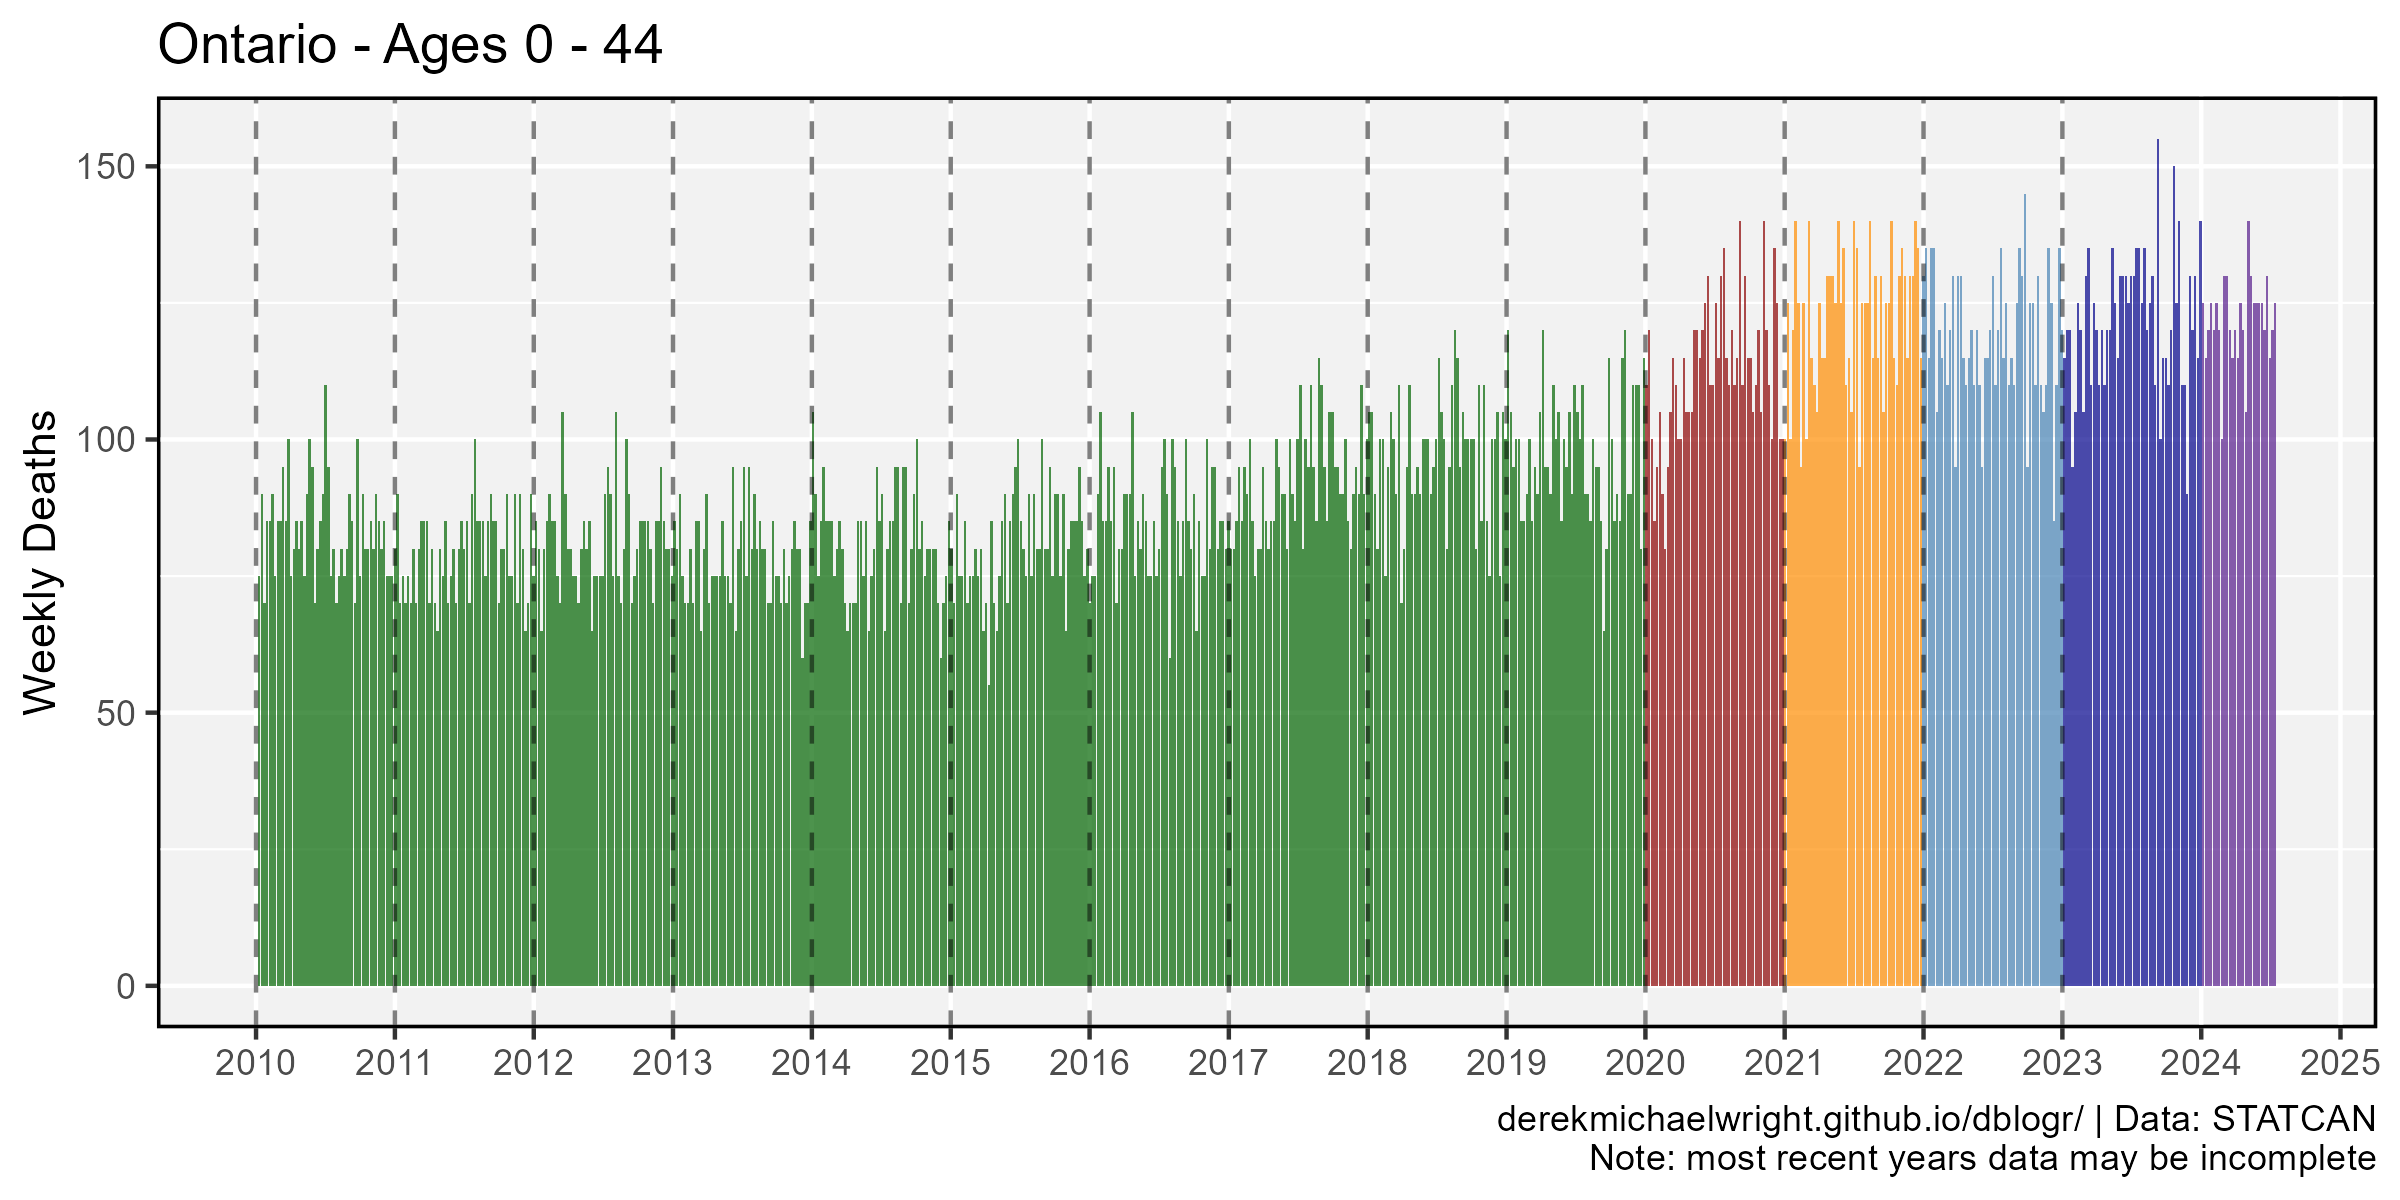 Ontario - Ages 0 - 44
Weekly Deaths
150
100
50
0
2010 2011 2012 2013 2014 2015 2016 2017 2018 2019 2020 2021 2022 2023 2024 2025
derekmichaelwright.github.io/dblogr/ | Data: STATCAN
Note: most recent years data may be incomplete